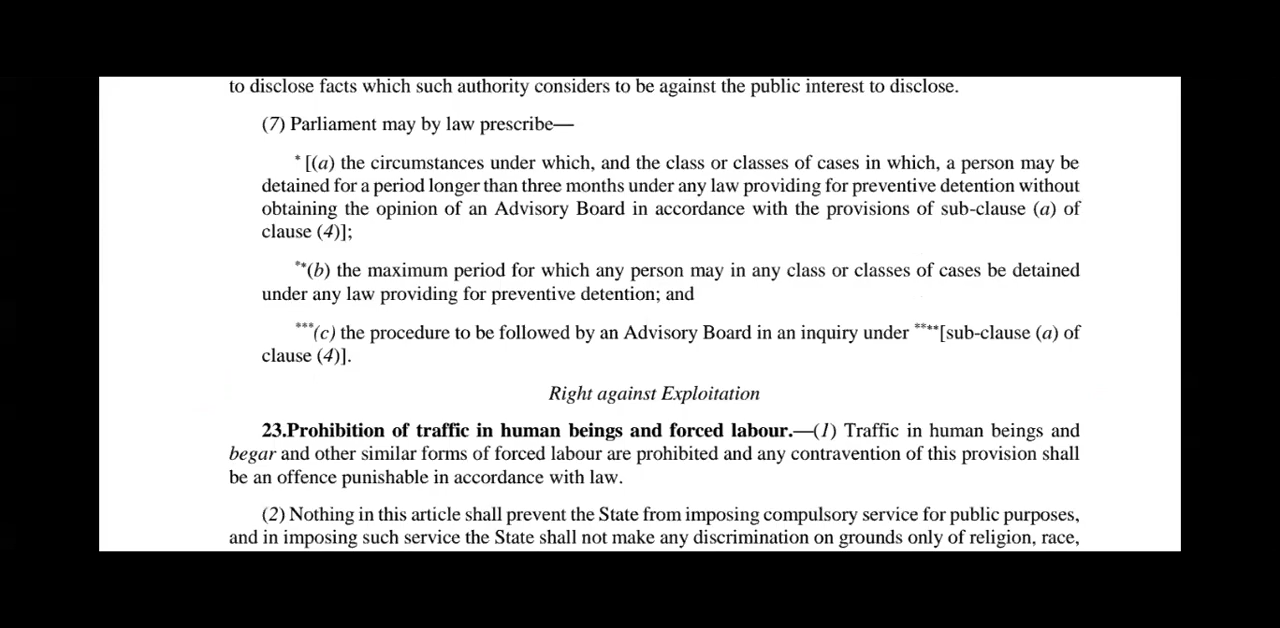 to disclose facts which such authority considers to be against the public interest to disclose.
(7) Parliament may by law prescribe—
* [(a) the circumstances under which, and the class or classes of cases in which, a person may be
detained for a period longer than three months under any law providing for preventive detention without
obtaining the opinion of an Advisory Board in accordance with the provisions of sub-clause (a) of
clause (4)];
**(b) the maximum period for which any person may in any class or classes of cases be detained
under any law providing for preventive detention; and
***(c) the procedure to be followed by an Advisory Board in an inquiry under ****[sub-clause (a) of
clause (4)].
Right against Exploitation
23.Prohibition of traffic in human beings and forced labour.—(1) Traffic in human beings and
begar and other similar forms of forced labour are prohibited and any contravention of this provision shall
be an offence punishable in accordance with law.
(2) Nothing in this article shall prevent the State from imposing compulsory service for public purposes,
and in imposing such service the State shall not make any discrimination on grounds only of religion, race,